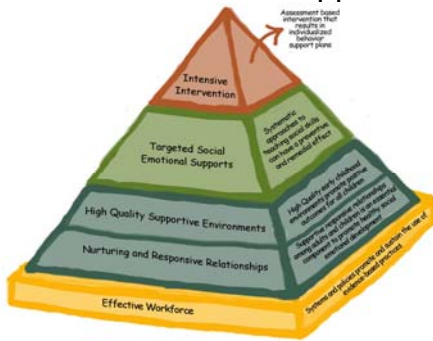 Assessment based
intervention that
results in
individualized
behavior
support plans
Intensive
Intervention
Targeted Social
Emotional Supports
Systematic
approaches to
teaching social skills
can have a preventive
and remedial effect
High Quality Supportive Environments
High Quality early childhood
environments promote positive
outcomes for all children
Nurturing and Responsive Relationships
Supportive responsive relationships
among adults and children is an essential
component to promote healthy social
emotional development
Effective Workforce
Systems and policies promote and sustain the use of
evidence-based practices